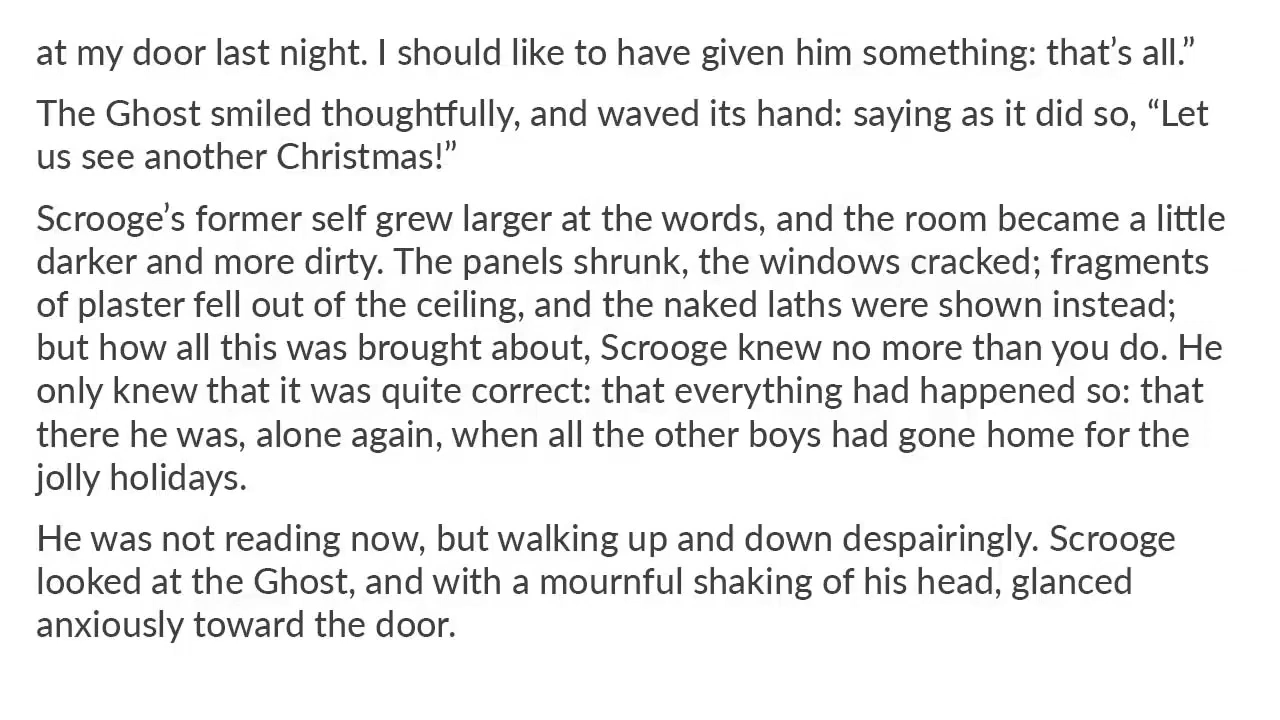 at my door last night. I should like to have given him something: that’s all.”
The Ghost smiled thoughtfully, and waved its hand: saying as it did so, “Let
us see another Christmas!”
Scrooge’s former self grew larger at the words, and the room became a little
darker and more dirty. The panels shrunk, the windows cracked; fragments
of plaster fell out of the ceiling, and the naked laths were shown instead;
but how all this was brought about, Scrooge knew no more than you do. He
only knew that it was quite correct: that everything had happened so: that
there he was, alone again, when all the other boys had gone home for the
jolly holidays.
He was not reading now, but walking up and down despairingly. Scrooge
looked at the Ghost, and with a mournful shaking of his head, glanced
anxiously toward the door.